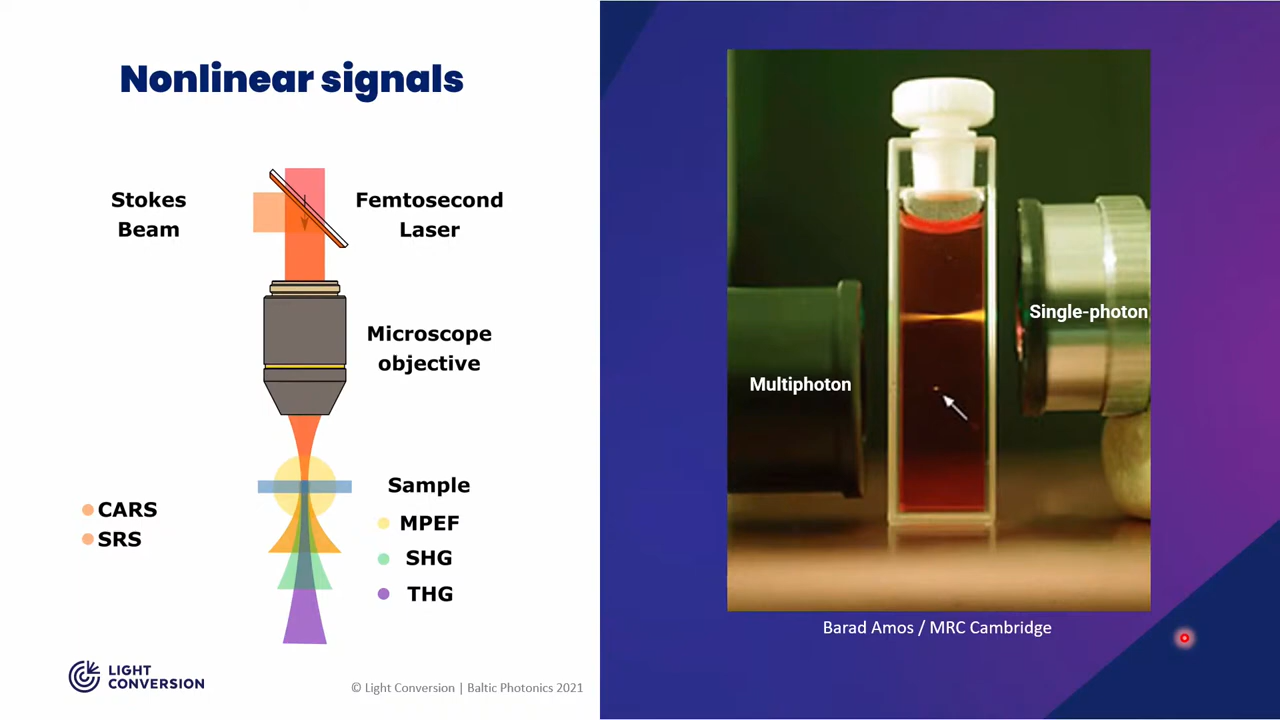 Nonlinear signals
Stokes
Beam
Femtosecond
Laser
Microscope
objective
Sample
CARS
SRS
MPEF
SHG
THG
LIGHT
CONVERSION
© Light Conversion | Baltic Photonics 2021
Single-photon
Multiphoton
Barad Amos / MRC Cambridge